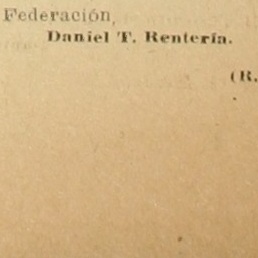 Federación,
Daniel T. Rentería.
(R.